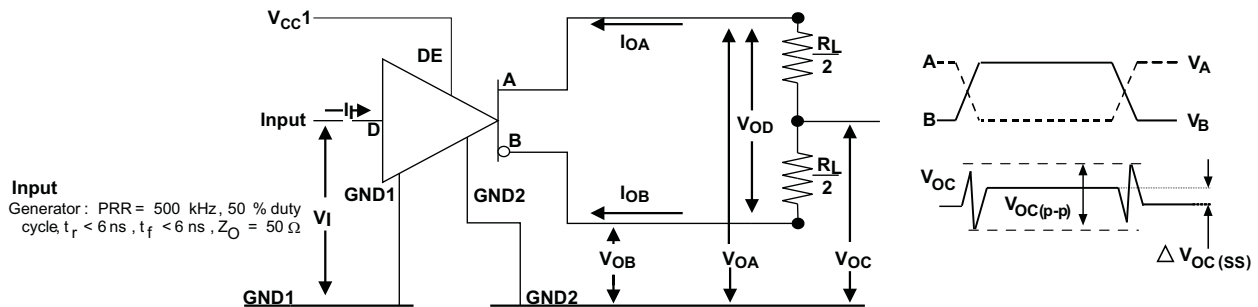 VCC1
DE
IOA
RL
2
A
II
Input
D
B
VOD
RL
2
GND1
GND2
IOB
Input
Generator: PRR = 500 kHz, 50 % duty
cycle, tr < 6 ns, tf < 6 ns, ZO = 50 Ω
VI
VOB
VOA
VOC
GND1
GND2
A
VA
B
VB
VOC
VOC(p-p)
Δ VOC(SS)